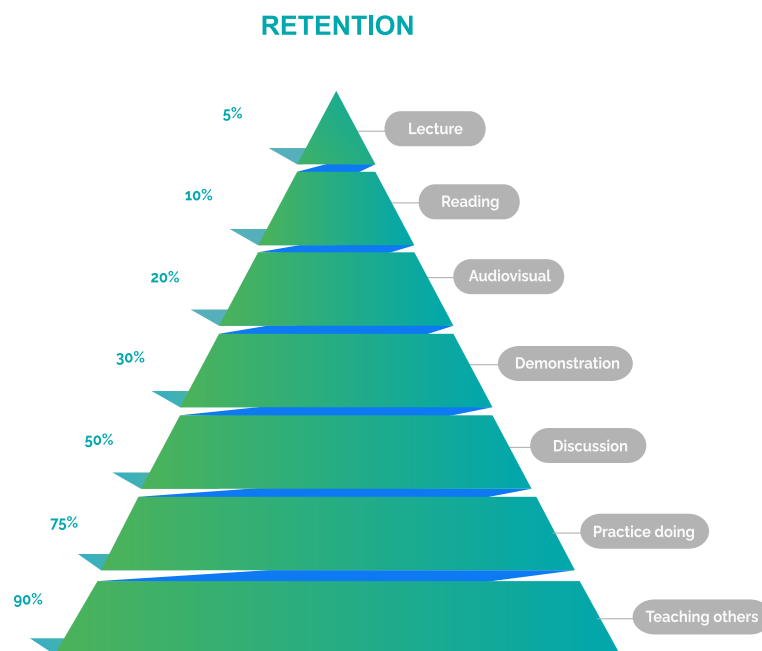 RETENTION
5%
Lecture
10%
Reading
20%
Audiovisual
30%
Demonstration
50%
Discussion
75%
Practice doing
90%
Teaching others